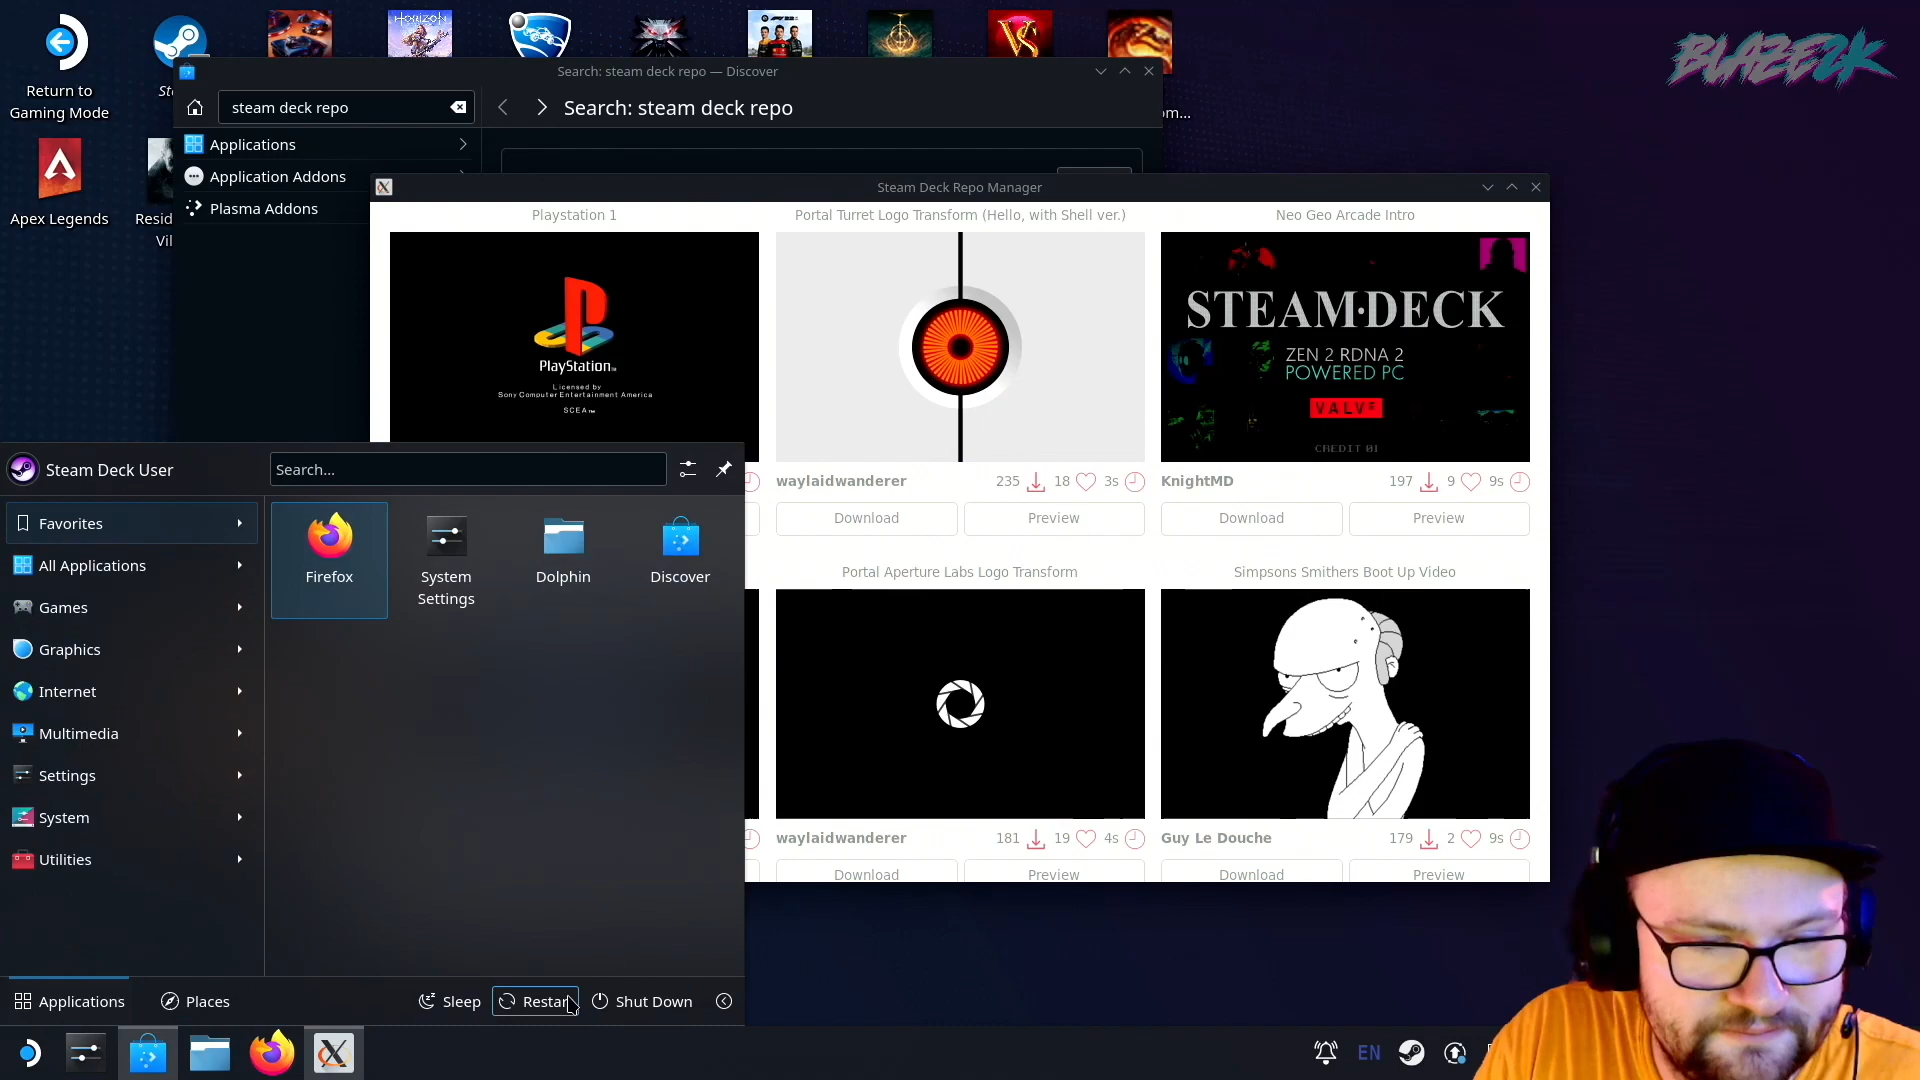 HORIZON
BLAZE2K
Return to
Gaming Mode
Apex Legends
Resid
Vil
om...
Search: steam deck repo — Discover
steam deck repo
Search: steam deck repo
Applications
Application Addons
Plasma Addons
Steam Deck Repo Manager
Playstation 1
Portal Turret Logo Transform (Hello, with Shell ver.)
Neo Geo Arcade Intro
PlayStation
Licensed by
Sony Computer Entertainment America
SCEA™
STEAM·DECK
ZEN 2 RDNA 2
POWERED PC
VALVE
CREDIT 01
waylaidwanderer 235 18 3s
KnightMD 197 9 9s
Download Preview
Download Preview
Portal Aperture Labs Logo Transform
Simpsons Smithers Boot Up Video
waylaidwanderer 181 19 4s
Guy Le Douche 179 2 9s
Download Preview
Download Preview
Steam Deck User
Search...
Favorites
All Applications
Games
Graphics
Internet
Multimedia
Settings
System
Utilities
Firefox
System
Settings
Dolphin
Discover
Applications
Places
Sleep
Restar
Shut Down
EN